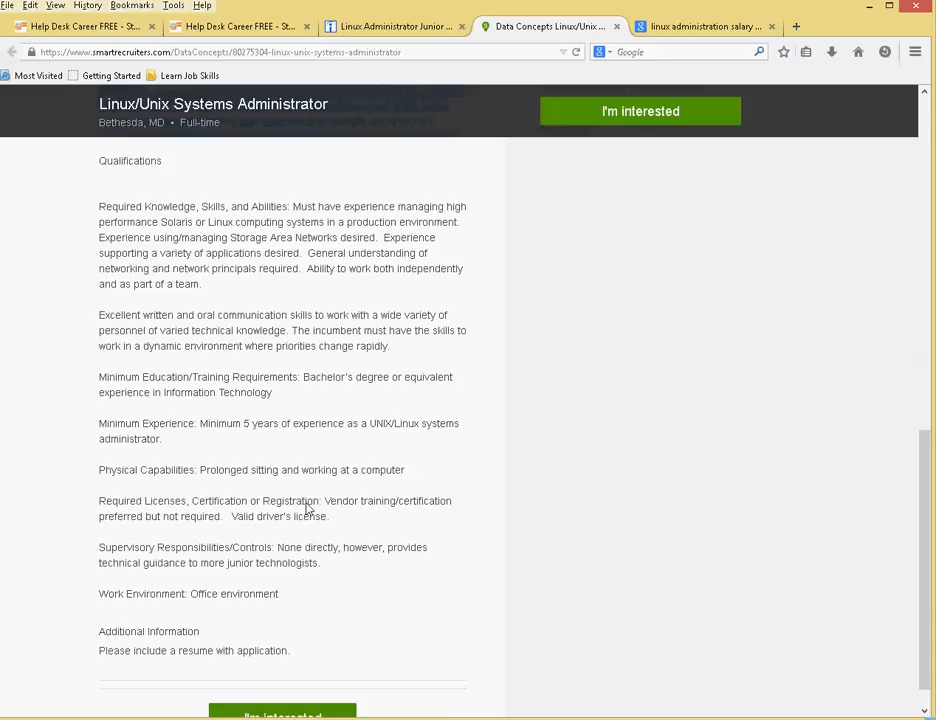 File Edit View History Bookmarks Tools Help
Help Desk Career FREE - St... × Help Desk Career FREE - St... × Linux Administrator Junior ... × Data Concepts Linux/Unix ... × linux administration salary ... × +
https://www.smartrecruiters.com/DataConcepts/80275304-linux-unix-systems-administrator
Google
Most Visited Getting Started Learn Job Skills
Linux/Unix Systems Administrator
I'm interested
Bethesda, MD • Full-time
Qualifications
Required Knowledge, Skills, and Abilities: Must have experience managing high
performance Solaris or Linux computing systems in a production environment.
Experience using/managing Storage Area Networks desired. Experience
supporting a variety of applications desired. General understanding of
networking and network principals required. Ability to work both independently
and as part of a team.
Excellent written and oral communication skills to work with a wide variety of
personnel of varied technical knowledge. The incumbent must have the skills to
work in a dynamic environment where priorities change rapidly.
Minimum Education/Training Requirements: Bachelor's degree or equivalent
experience in Information Technology
Minimum Experience: Minimum 5 years of experience as a UNIX/Linux systems
administrator.
Physical Capabilities: Prolonged sitting and working at a computer
Required Licenses, Certification or Registration: Vendor training/certification
preferred but not required. Valid driver's license.
Supervisory Responsibilities/Controls: None directly, however, provides
technical guidance to more junior technologists.
Work Environment: Office environment
Additional Information
Please include a resume with application.
I'm interested